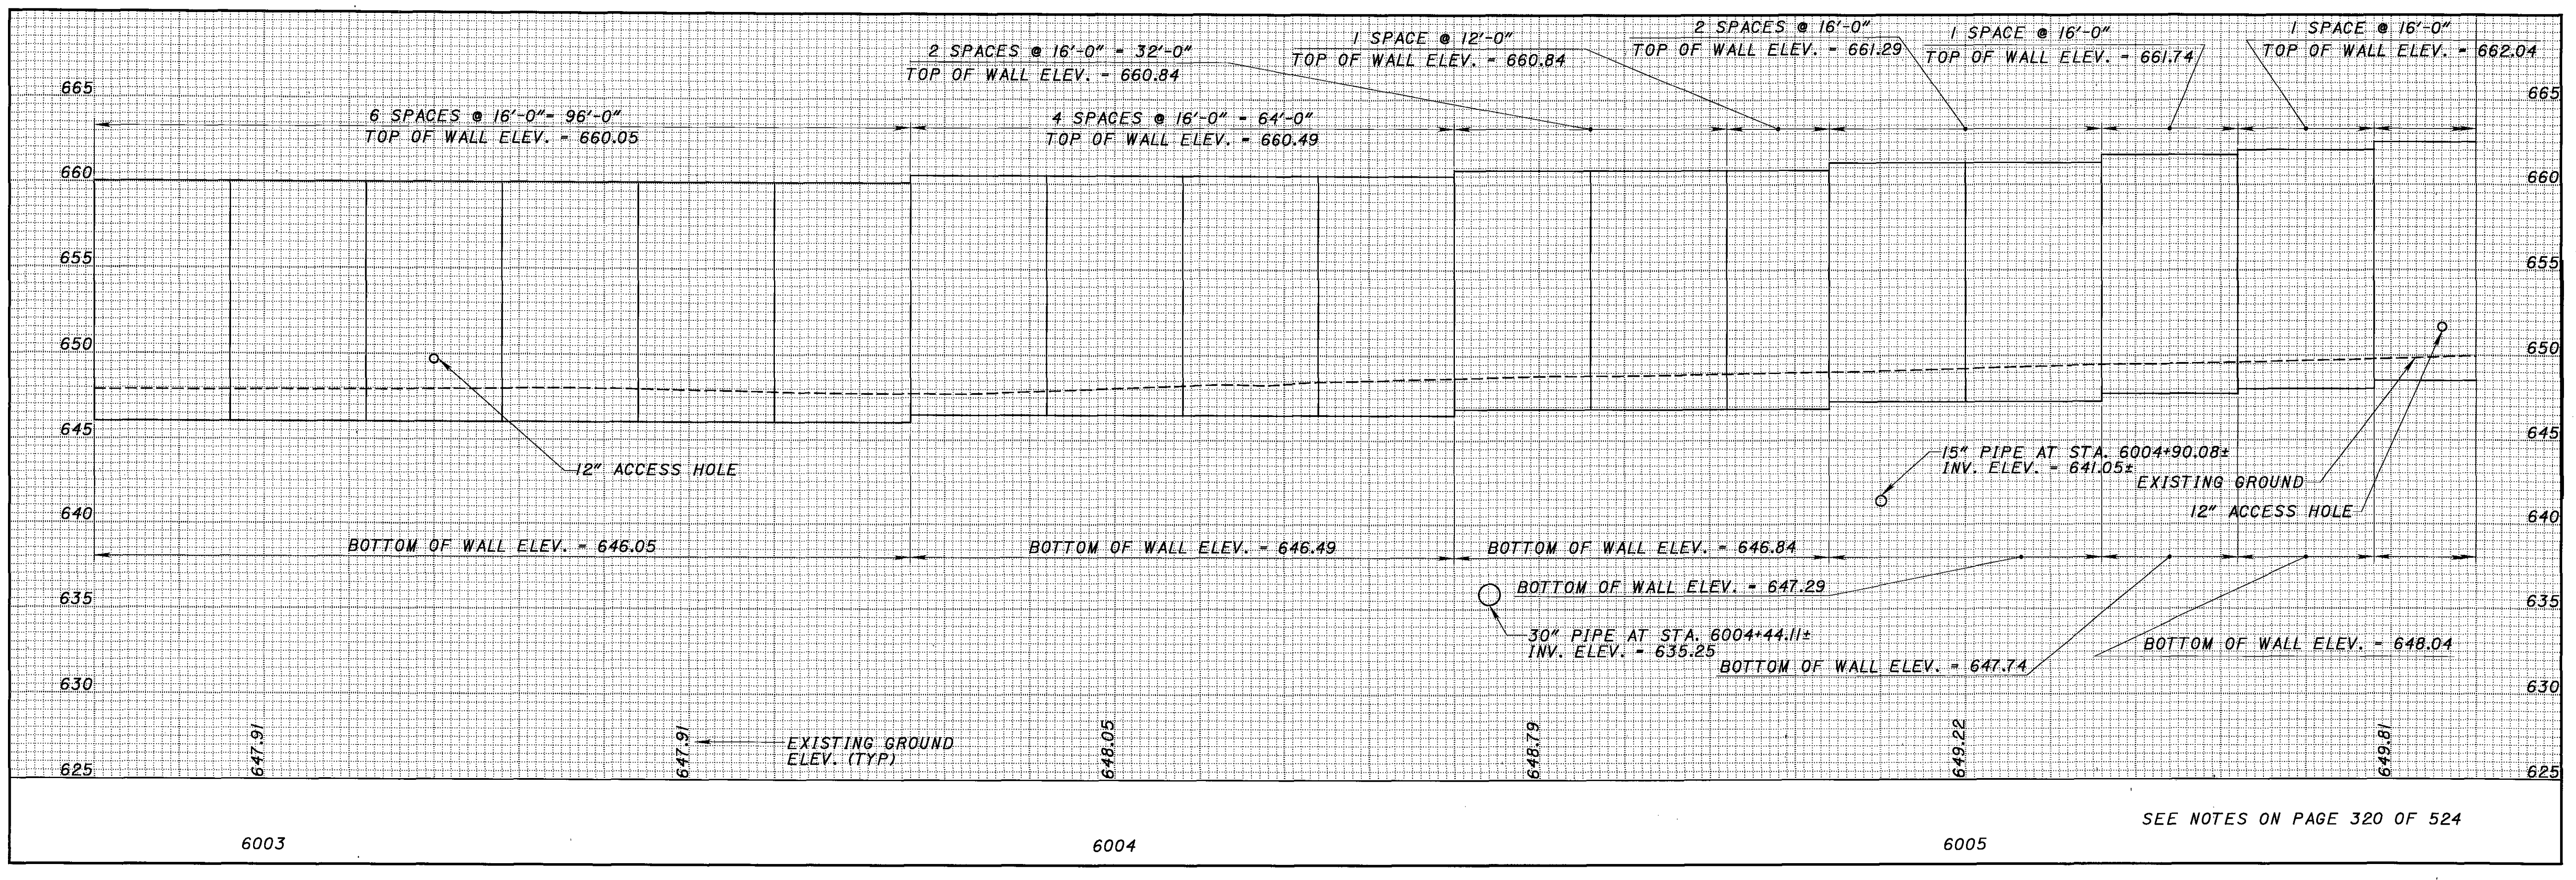 2 SPACES @ 16'-0" = 32'-0"
TOP OF WALL ELEV. = 660.84
1 SPACE @ 12'-0"
TOP OF WALL ELEV. = 660.84
2 SPACES @ 16'-0"
TOP OF WALL ELEV. = 661.29
1 SPACE @ 16'-0"
TOP OF WALL ELEV. = 661.74
1 SPACE @ 16'-0"
TOP OF WALL ELEV. = 662.04
665
665
6 SPACES @ 16'-0"= 96'-0"
TOP OF WALL ELEV. = 660.05
4 SPACES @ 16'-0" = 64'-0"
TOP OF WALL ELEV. = 660.49
660
660
655
655
650
650
645
645
12" ACCESS HOLE
15" PIPE AT STA. 6004+90.08±
INV. ELEV. = 641.05±
EXISTING GROUND
12" ACCESS HOLE
640
640
BOTTOM OF WALL ELEV. = 646.05
BOTTOM OF WALL ELEV. = 646.49
BOTTOM OF WALL ELEV. = 646.84
BOTTOM OF WALL ELEV. = 647.29
635
635
30" PIPE AT STA. 6004+44.11±
INV. ELEV. = 635.25
BOTTOM OF WALL ELEV. = 647.74
BOTTOM OF WALL ELEV. = 648.04
630
630
647.91
647.91
EXISTING GROUND
ELEV. (TYP)
648.05
648.79
649.22
649.81
625
625
SEE NOTES ON PAGE 320 OF 524
6003
6004
6005